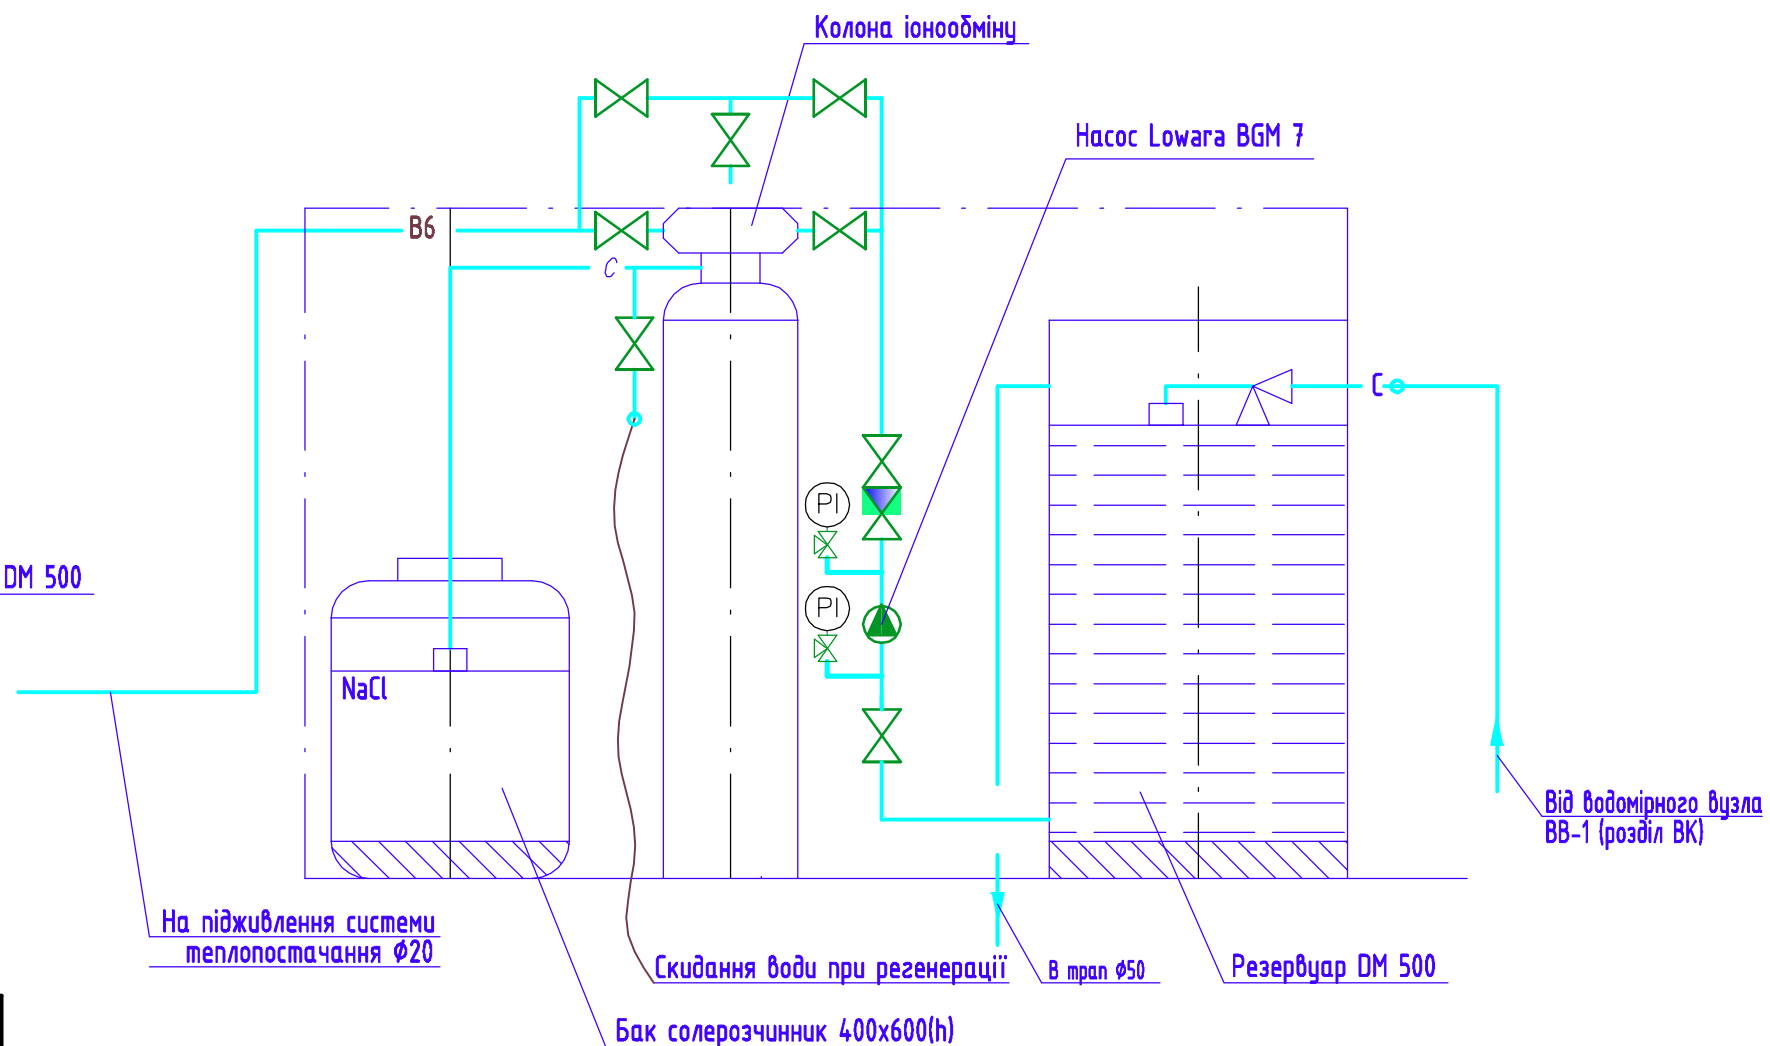 Колона іонообміну
Насос Lowara BGM 7
В6
С
С
PI
DM 500
PI
NaCl
Від водомірного вузла
ВВ-1 (розділ ВК)
На підживлення системи
теплопостачання Ф20
Скидання води при регенерації
В трап Ф50
Резервуар DM 500
Бак солерозчинник 400х600(h)